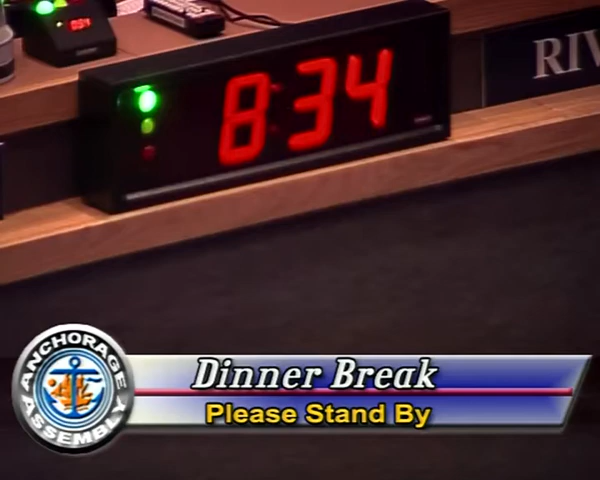 8:34
RIV
Dinner Break
Please Stand By
ANCHORAGE
ASSEMBLY